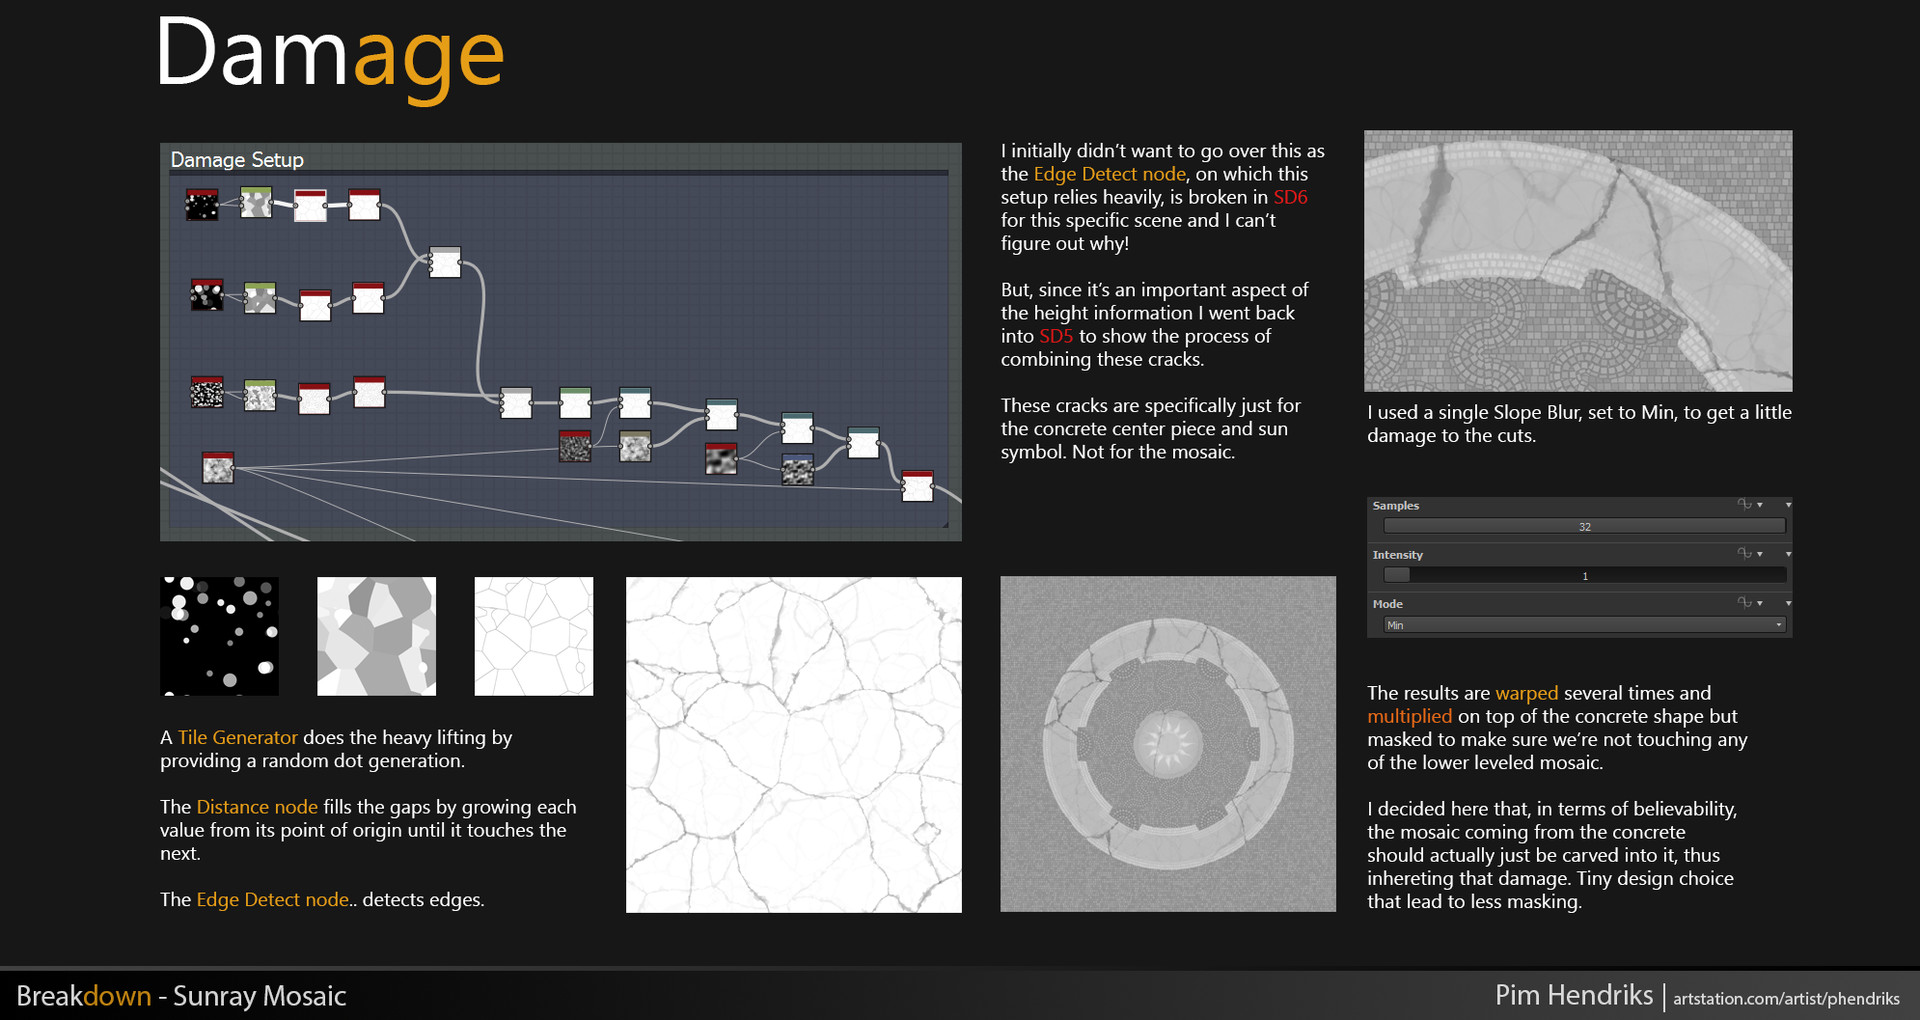 Damage
Damage Setup
I initially didn't want to go over this as
the Edge Detect node, on which this
setup relies heavily, is broken in SD6
for this specific scene and I can't
figure out why!
But, since it's an important aspect of
the height information I went back
into SD5 to show the process of
combining these cracks.
These cracks are specifically just for
the concrete center piece and sun
symbol. Not for the mosaic.
I used a single Slope Blur, set to Min, to get a little
damage to the cuts.
Samples
32
Intensity
1
Mode
Min
A Tile Generator does the heavy lifting by
providing a random dot generation.
The Distance node fills the gaps by growing each
value from its point of origin until it touches the
next.
The Edge Detect node.. detects edges.
The results are warped several times and
multiplied on top of the concrete shape but
masked to make sure we're not touching any
of the lower leveled mosaic.
I decided here that, in terms of believability,
the mosaic coming from the concrete
should actually just be carved into it, thus
inhereting that damage. Tiny design choice
that lead to less masking.
Breakdown - Sunray Mosaic
Pim Hendriks | artstation.com/artist/phendriks